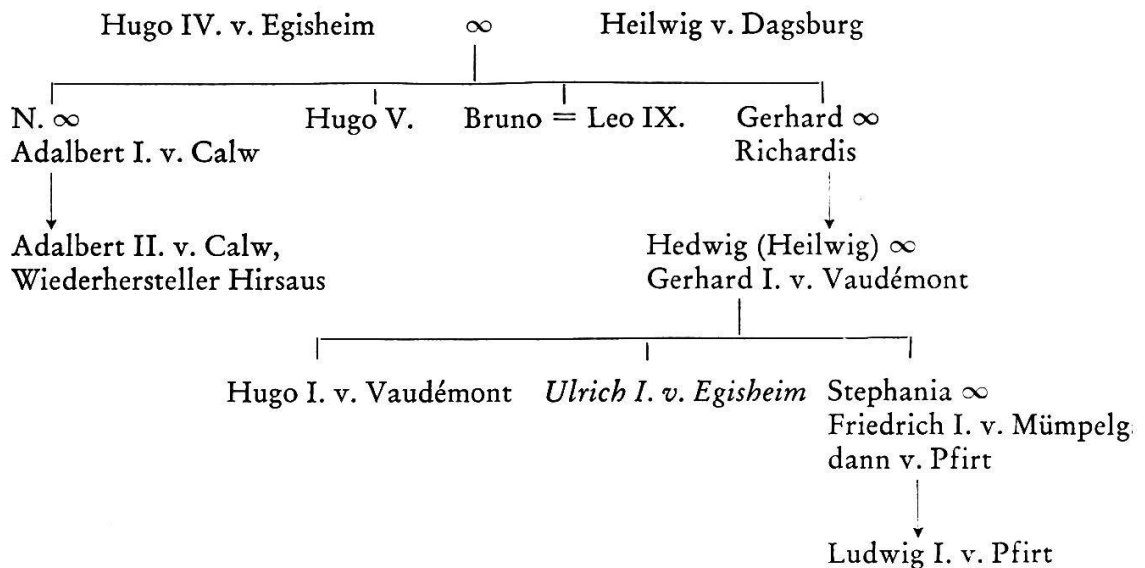 Hugo IV. v. Egisheim ∞ Heilwig v. Dagsburg
N. ∞
Adalbert I. v. Calw
Hugo V.
Bruno = Leo IX.
Gerhard ∞
Richardis
Adalbert II. v. Calw,
Wiederhersteller Hirsaus
Hedwig (Heilwig) ∞
Gerhard I. v. Vaudémont
Hugo I. v. Vaudémont
Ulrich I. v. Egisheim
Stephania ∞
Friedrich I. v. Mümpelg
dann v. Pfirt
Ludwig I. v. Pfirt